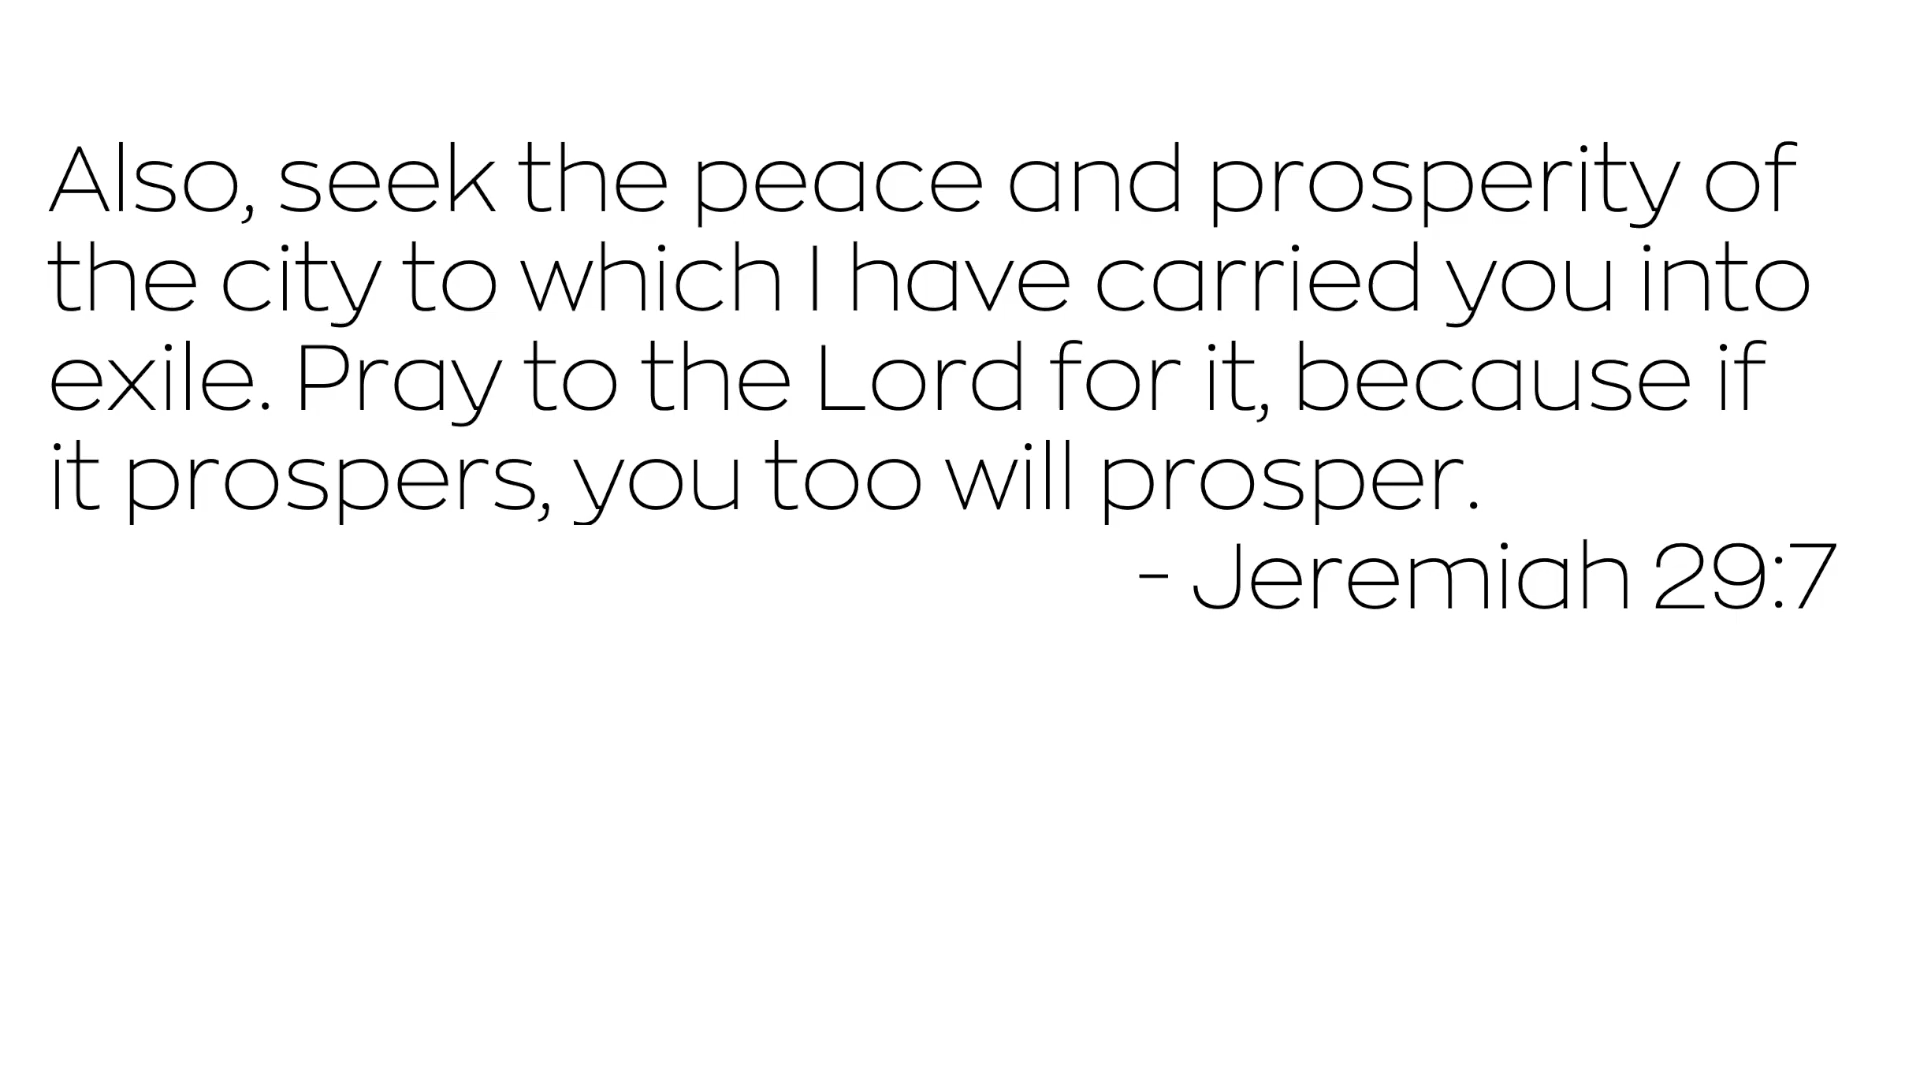 Also, seek the peace and prosperity of
the city to which I have carried you into
exile. Pray to the Lord for it, because if
it prospers, you too will prosper.
- Jeremiah 29:7